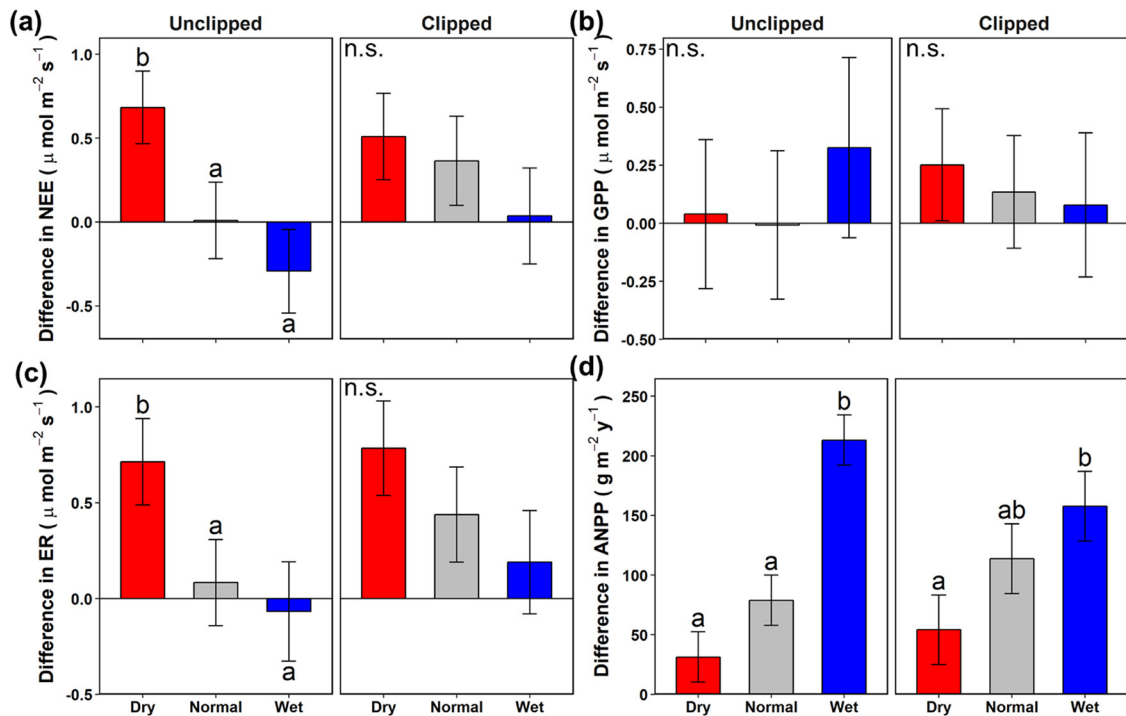 (a) Unclipped Clipped
Difference in NEE ( μ mol m⁻² s⁻¹ )
1.0
0.5
0.0
-0.5
b
a
a
n.s.
(b) Unclipped Clipped
Difference in GPP ( μ mol m⁻² s⁻¹ )
0.75
0.50
0.25
0.00
-0.25
-0.50
n.s.
n.s.
(c)
Difference in ER ( μ mol m⁻² s⁻¹ )
1.0
0.5
0.0
-0.5
b
a
a
n.s.
Dry Normal Wet Dry Normal Wet
(d)
Difference in ANPP ( g m⁻² y⁻¹ )
250
200
150
100
50
0
a
a
b
a
ab
b
Dry Normal Wet Dry Normal Wet